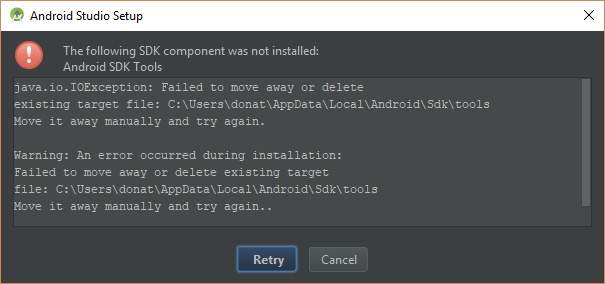 Android Studio Setup
The following SDK component was not installed:
Android SDK Tools
java.io.IOException: Failed to move away or delete
existing target file: C:\Users\donat\AppData\Local\Android\Sdk\tools
Move it away manually and try again.
Warning: An error occurred during installation:
Failed to move away or delete existing target
file: C:\Users\donat\AppData\Local\Android\Sdk\tools
Move it away manually and try again..
Retry
Cancel